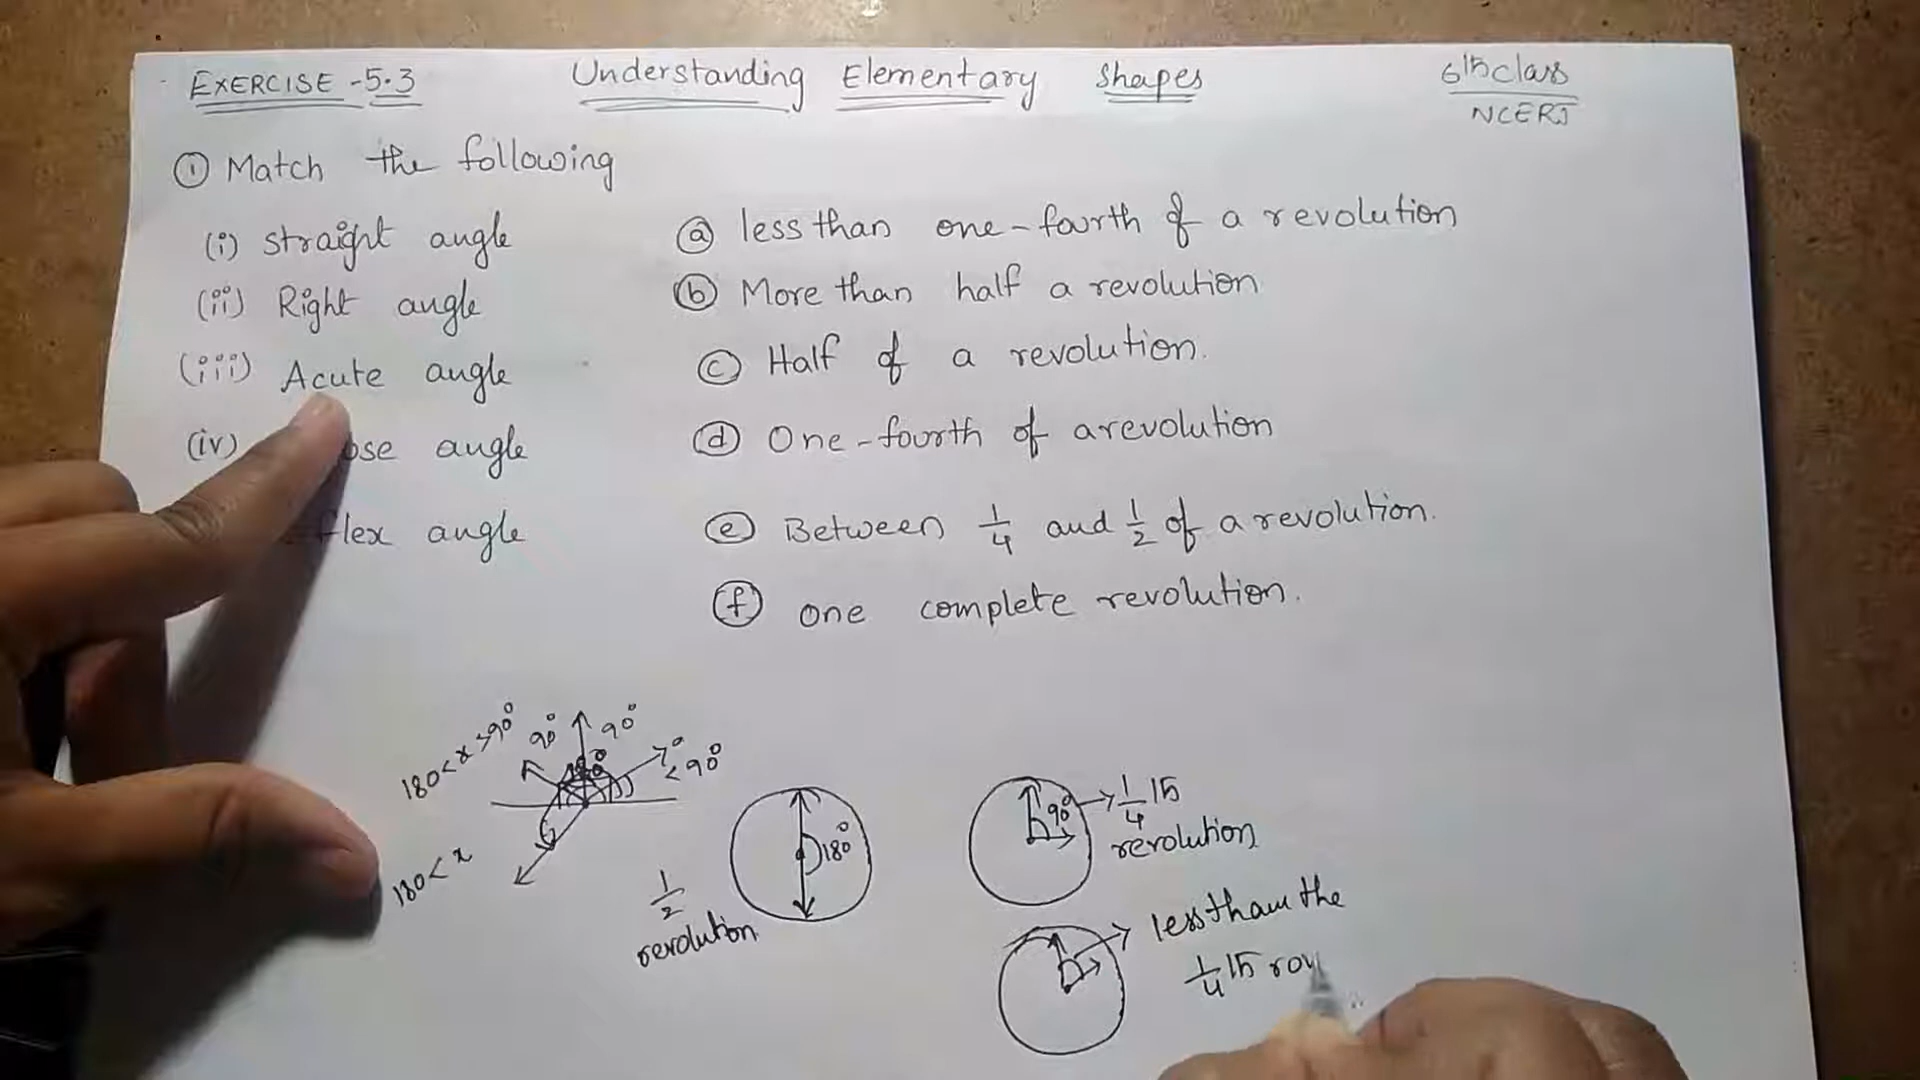 EXERCISE -5.3 Understanding Elementary Shapes 6th class
NCERT
① Match the following
(i) straight angle ⓐ less than one-fourth of a revolution
(ii) Right angle ⓑ More than half a revolution
(iii) Acute angle ⓒ Half of a revolution.
(iv) angle ⓓ One-fourth of a revolution
angle ⓔ Between 1/4 and 1/2 of a revolution.
ⓕ one complete revolution.
180<x>90° 90° 90° <90°
180<x
180°
1/2
revolution
90° 1/4 th
revolution
less than the
1/4 th